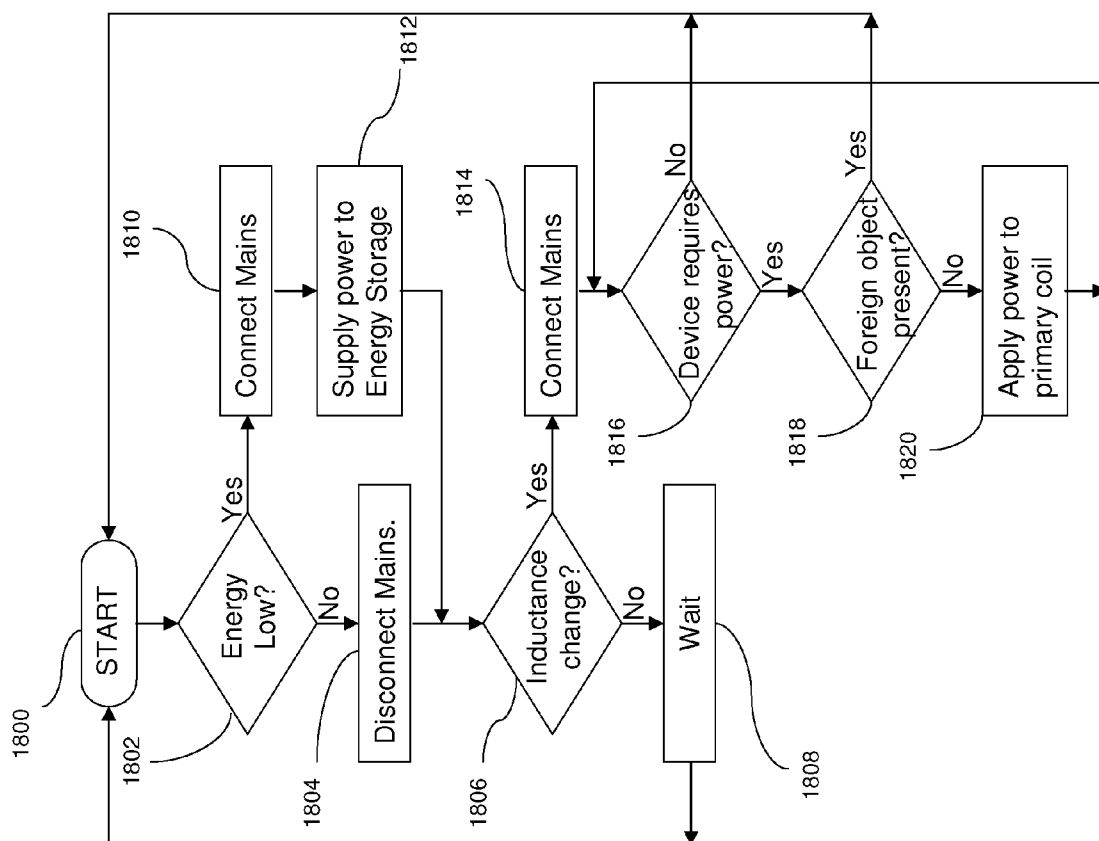 1800
START
1802
Energy
Low?
Yes
No
1804
Disconnect Mains.
1806
Inductance
change?
Yes
No
Wait
1808
1810
Connect Mains
1812
Supply power to
Energy Storage
1814
Connect Mains
1816
Device requires
power?
No
Yes
1818
Foreign object
present?
Yes
No
1820
Apply power to
primary coil